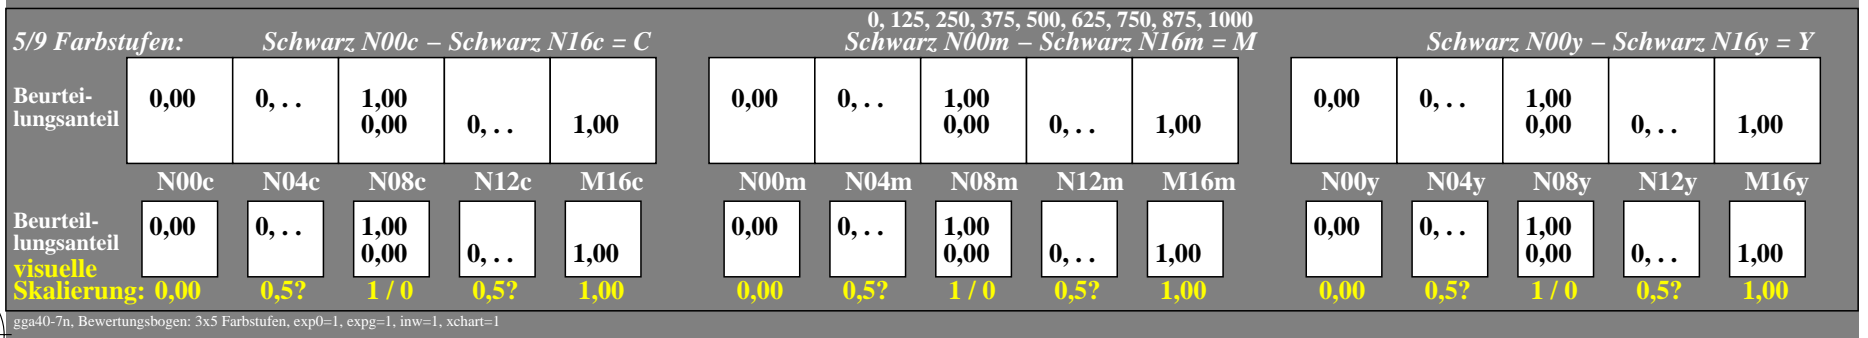 0, 125, 250, 375, 500, 625, 750, 875, 1000
5/9 Farbstufen: Schwarz N00c – Schwarz N16c = C Schwarz N00m – Schwarz N16m = M Schwarz N00y – Schwarz N16y = Y
Beurtei- 0,00 0, . . 1,00 0,00 0, . . 1,00 0,00 0, . . 1,00
lungsanteil 0,00 0, . . 1,00 0,00 0, . . 1,00 0,00 0, . . 1,00
N00c N04c N08c N12c M16c N00m N04m N08m N12m M16m N00y N04y N08y N12y M16y
Beurteil- 0,00 0, . . 1,00 0,00 0, . . 1,00 0,00 0, . . 1,00
lungsanteil 0,00 0, . . 1,00 0,00 0, . . 1,00 0,00 0, . . 1,00
visuelle
Skalierung: 0,00 0,5? 1 / 0 0,5? 1,00 0,00 0,5? 1 / 0 0,5? 1,00 0,00 0,5? 1 / 0 0,5? 1,00
gga40-7n, Bewertungsbogen: 3x5 Farbstufen, exp0=1, expg=1, inw=1, xchart=1